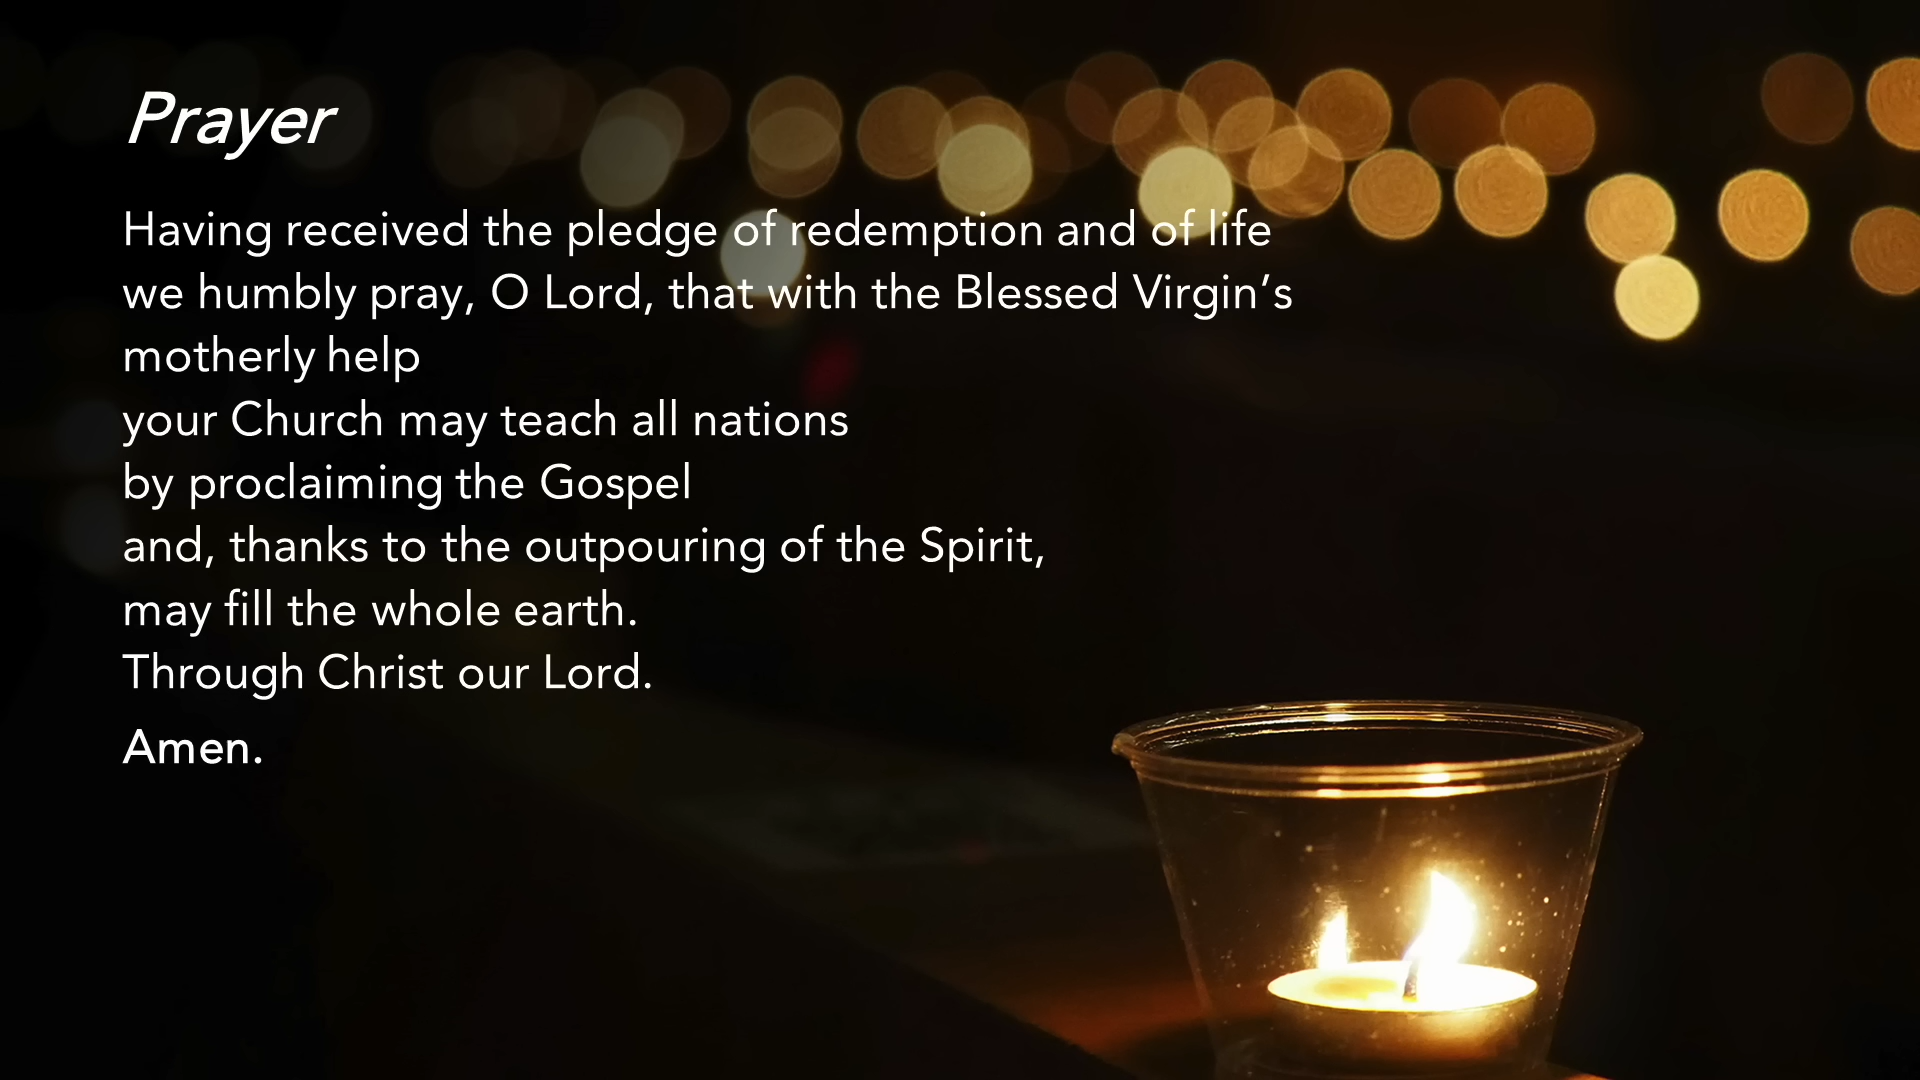 Prayer
Having received the pledge of redemption and of life
we humbly pray, O Lord, that with the Blessed Virgin’s
motherly help
your Church may teach all nations
by proclaiming the Gospel
and, thanks to the outpouring of the Spirit,
may fill the whole earth.
Through Christ our Lord.
Amen.